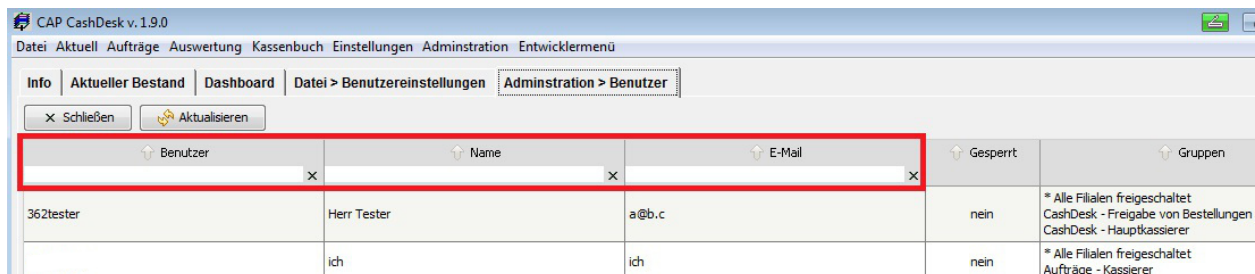 CAP CashDesk v. 1.9.0
Datei Aktuell Aufträge Auswertung Kassenbuch Einstellungen Adminstration Entwicklermenü
Info Aktueller Bestand Dashboard Datei > Benutzereinstellungen Adminstration > Benutzer
Schließen Aktualisieren
Benutzer Name E-Mail Gesperrt Gruppen
362tester Herr Tester a@b.c nein * Alle Filialen freigeschaltet
CashDesk - Freigabe von Bestellungen
CashDesk - Hauptkassierer
ich ich nein * Alle Filialen freigeschaltet
Aufträge - Kassierer